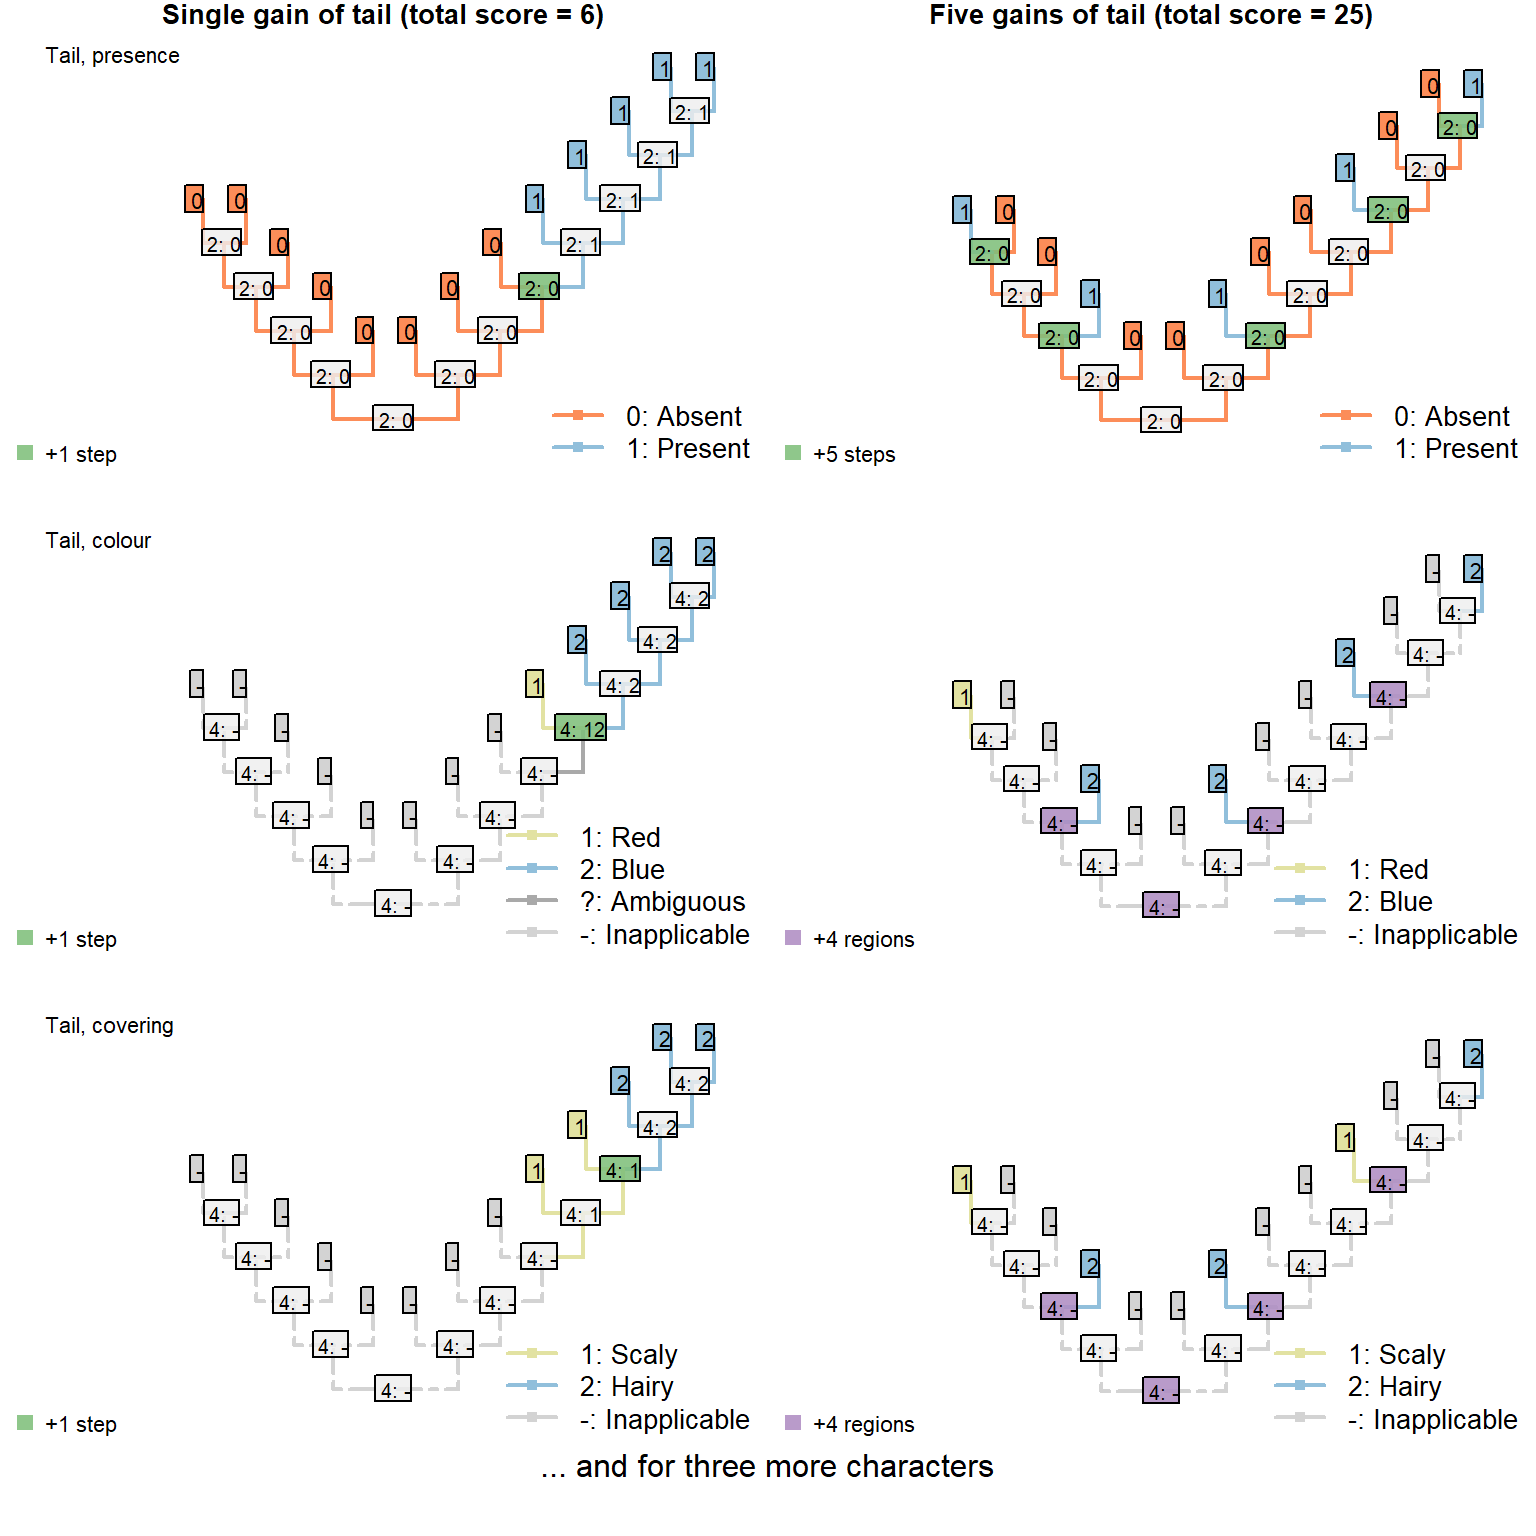 Single gain of tail (total score = 6)
Tail, presence
1 1
1 2: 1
1 2: 1
0 0 1 2: 1
2: 0 0 0 2: 1
2: 0 0 0 2: 0
2: 0 0 0 2: 0
2: 0 2: 0
2: 0
0: Absent
1: Present
+1 step
Five gains of tail (total score = 25)
0 1
0 2: 0
1 2: 0
1 0 0 2: 0
2: 0 0 0 2: 0
2: 0 1 1 2: 0
2: 0 0 0 2: 0
2: 0 2: 0
2: 0
0: Absent
1: Present
+5 steps
Tail, colour
2 2
2 4: 2
2 4: 2
- - 1 4: 2
4: - - - 4: 12
4: - - - 4: -
4: - - - 4: -
4: - 4: -
4: -
1: Red
2: Blue
?: Ambiguous
-: Inapplicable
+1 step
- 2
- 4: -
2 4: -
1 - - 4: -
4: - - - 4: -
4: - 2 2 4: -
4: - - - 4: -
4: - 4: -
4: -
1: Red
2: Blue
-: Inapplicable
+4 regions
Tail, covering
2 2
2 4: 2
1 4: 2
- - 1 4: 1
4: - - - 4: 1
4: - - - 4: -
4: - - - 4: -
4: - 4: -
4: -
1: Scaly
2: Hairy
-: Inapplicable
+1 step
- 2
- 4: -
1 4: -
1 - - 4: -
4: - - - 4: -
4: - 2 2 4: -
4: - - - 4: -
4: - 4: -
4: -
1: Scaly
2: Hairy
-: Inapplicable
+4 regions
... and for three more characters